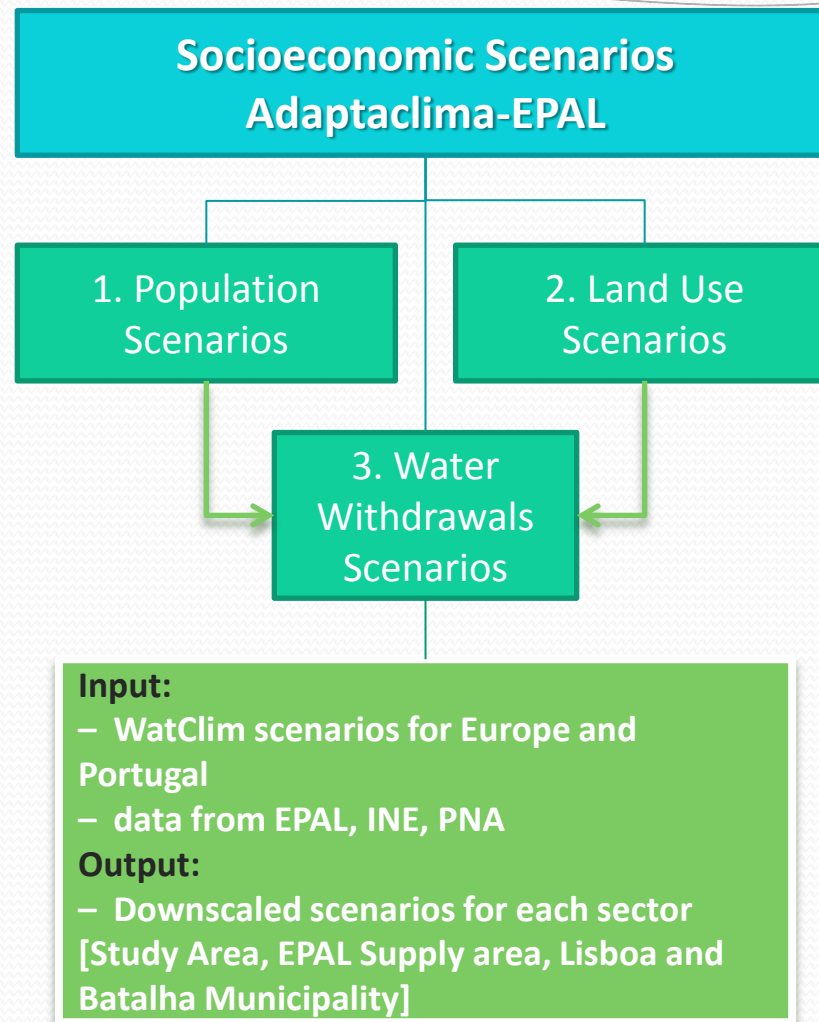 Socioeconomic Scenarios
Adaptaclima-EPAL
1. Population
Scenarios
2. Land Use
Scenarios
3. Water
Withdrawals
Scenarios
Input:
– WatClim scenarios for Europe and
Portugal
– data from EPAL, INE, PNA
Output:
– Downscaled scenarios for each sector
[Study Area, EPAL Supply area, Lisboa and
Batalha Municipality]